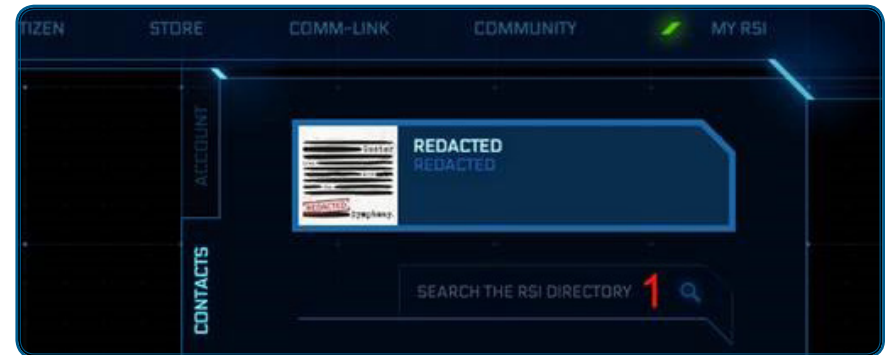 TIZEN STORE COMM-LINK COMMUNITY MY RSI
ACCOUNT
REDACTED
REDACTED
REDACTED
Symphony.
CONTACTS
SEARCH THE RSI DIRECTORY 1